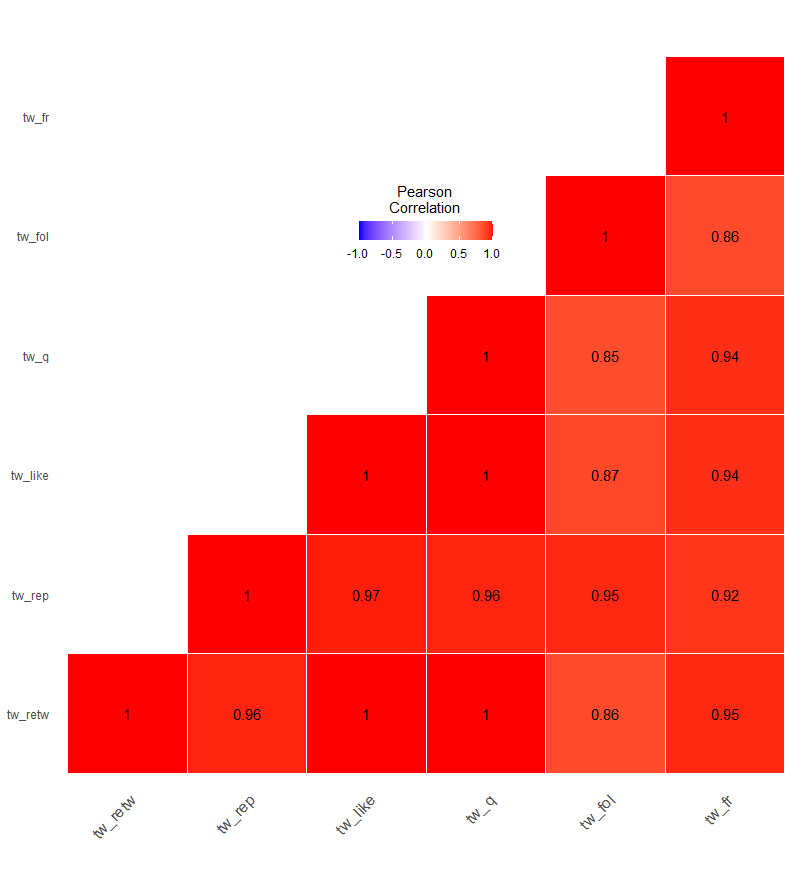 tw_fr
1
Pearson
Correlation
-1.0 -0.5 0.0 0.5 1.0
tw_fol
1 0.86
tw_q
1 0.85 0.94
tw_like
1 1 0.87 0.94
tw_rep
1 0.97 0.96 0.95 0.92
tw_retw
1 0.96 1 1 0.86 0.95
tw_retw tw_rep tw_like tw_q tw_fol tw_fr